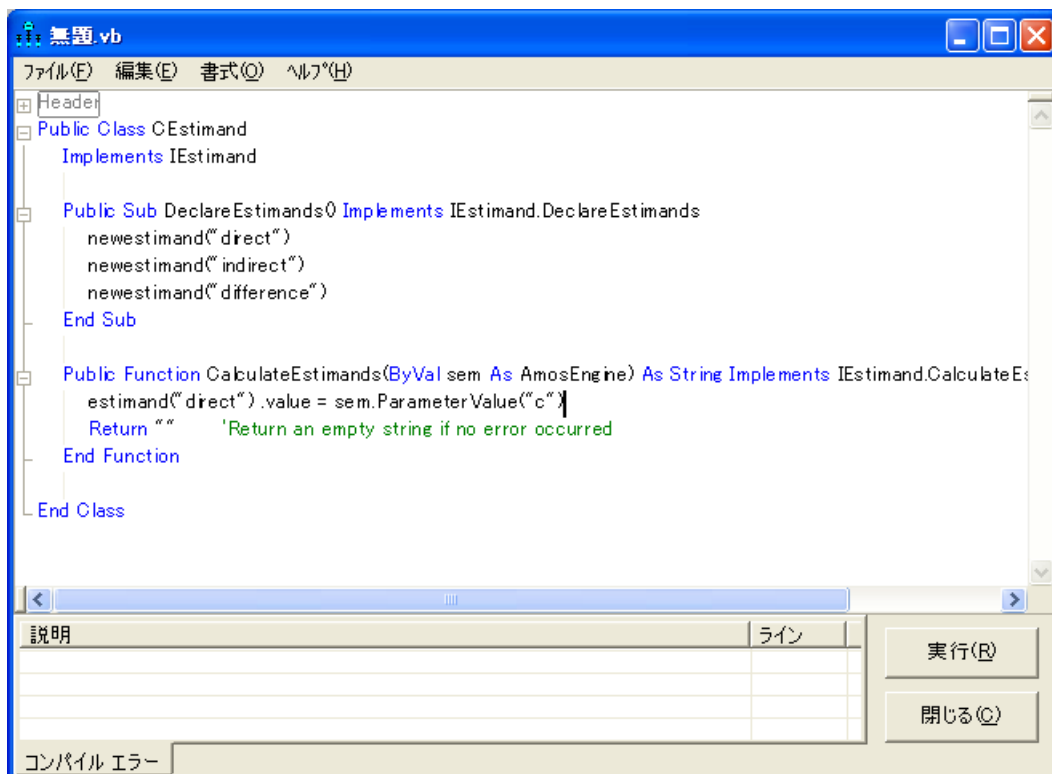 無題.vb
ファイル(F) 編集(E) 書式(O) ヘルプ(H)
Header
Public Class CEstimand
Implements IEstimand
Public Sub DeclareEstimands() Implements IEstimand.DeclareEstimands
newestimand("direct")
newestimand("indirect")
newestimand("difference")
End Sub
Public Function CalculateEstimands(ByVal sem As AmosEngine) As String Implements IEstimand.CalculateEs
estimand("direct").value = sem.ParameterValue("c")
Return "" 'Return an empty string if no error occurred
End Function
End Class
説明 ライン
実行(R)
閉じる(C)
コンパイル エラー